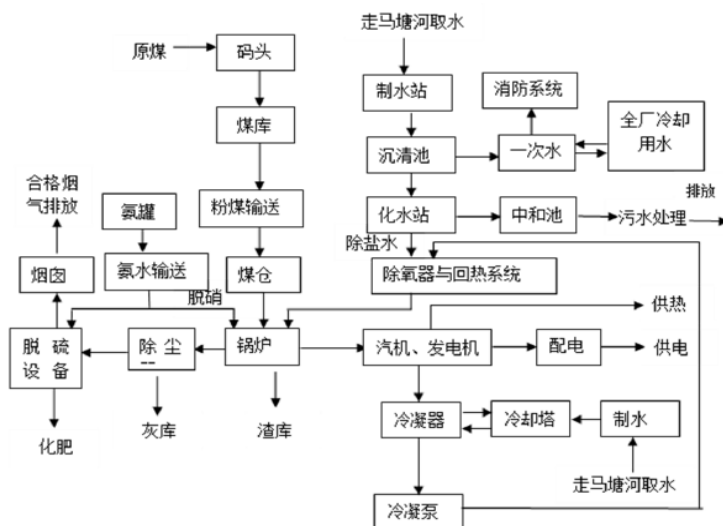 走马塘河取水
原煤
码头
制水站
消防系统
全厂冷却
用水
煤库
沉清池
一次水
合格烟
气排放
氨罐
粉煤输送
化水站
中和池
污水处理
排放
除盐水
烟囱
氨水输送
煤仓
除氧器与回热系统
脱硝
供热
脱 硫
设 备
除 尘
锅炉
汽机、发电机
配电
供电
化肥
灰库
渣库
冷凝器
冷却塔
制水
走马塘河取水
冷凝泵